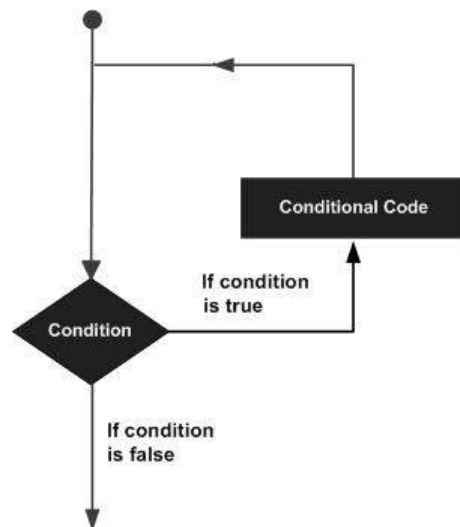 Conditional Code
If condition
is true
Condition
If condition
is false